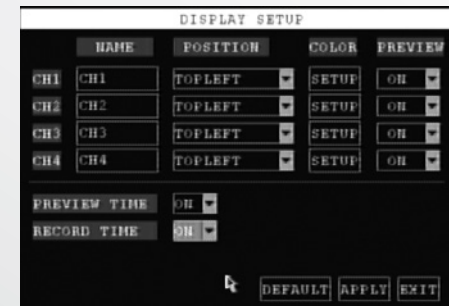 DISPLAY SETUP
NAME POSITION COLOR PREVIEW
CH1 CH1 TOPLEFT SETUP ON
CH2 CH2 TOPLEFT SETUP ON
CH3 CH3 TOPLEFT SETUP ON
CH4 CH4 TOPLEFT SETUP ON
PREVIEW TIME ON
RECORD TIME ON
DEFAULT APPLY EXIT